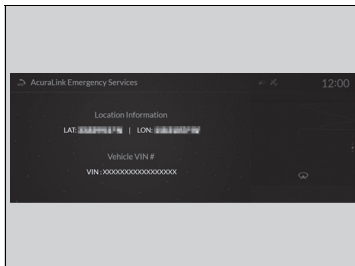 AcuraLink Emergency Services
12:00
Location Information
LAT: | LON:
Vehicle VIN #
VIN : XXXXXXXXXXXXXXXXX